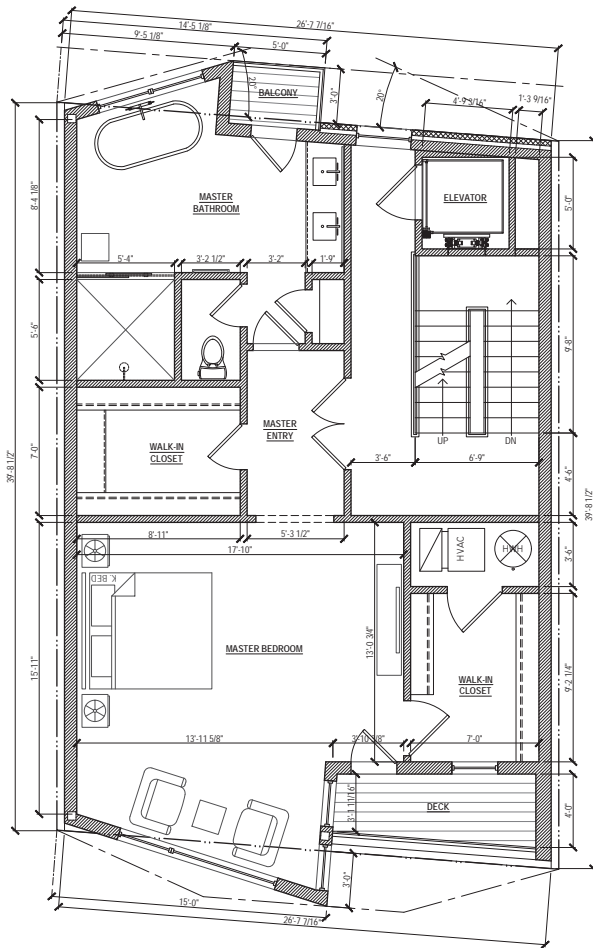 26'-7 7/16"
14'-5 1/8"
9'-5 1/8"
5'-0"
BALCONY
3'-0"
20°
4'-9 3/16"
1'-3 9/16"
8'-4 1/8"
MASTER
BATHROOM
ELEVATOR
5'-0"
5'-4"
3'-2 1/2"
3'-2"
1'-9"
5'-6"
9'-8"
UP
DN
MASTER
ENTRY
WALK-IN
CLOSET
7'-0"
3'-6"
6'-9"
4'-6"
39'-8 1/2"
39'-8 1/2"
8'-11"
5'-3 1/2"
17'-10"
K. BED
HVAC
HWH
3'-6"
15'-11"
MASTER BEDROOM
13'-0 3/4"
WALK-IN
CLOSET
9'-2 1/4"
13'-11 5/8"
7'-0"
3'-1 11/16"
DECK
4'-0"
3'-0"
15'-0"
26'-7 7/16"